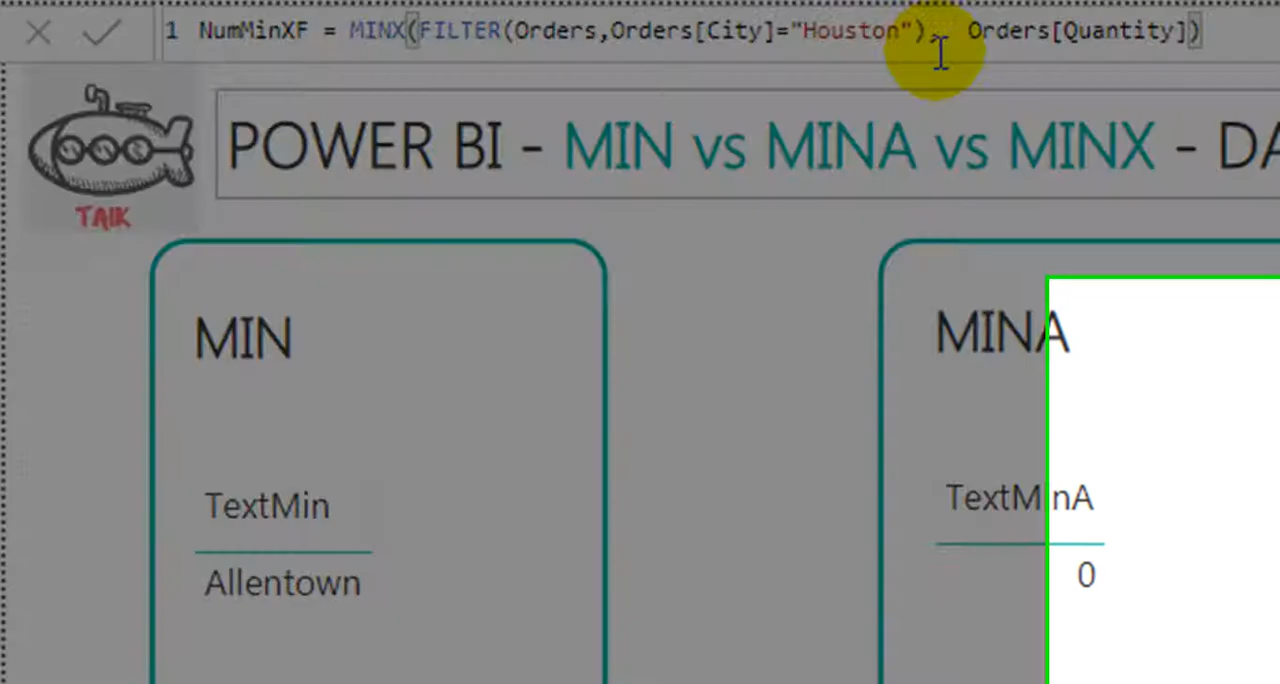 1 NumMinXF = MINX(FILTER(Orders,Orders[City]="Houston"), Orders[Quantity])
TAIK
POWER BI - MIN vs MINA vs MINX - DA
MIN
MINA
TextMin
TextMinA
Allentown
0